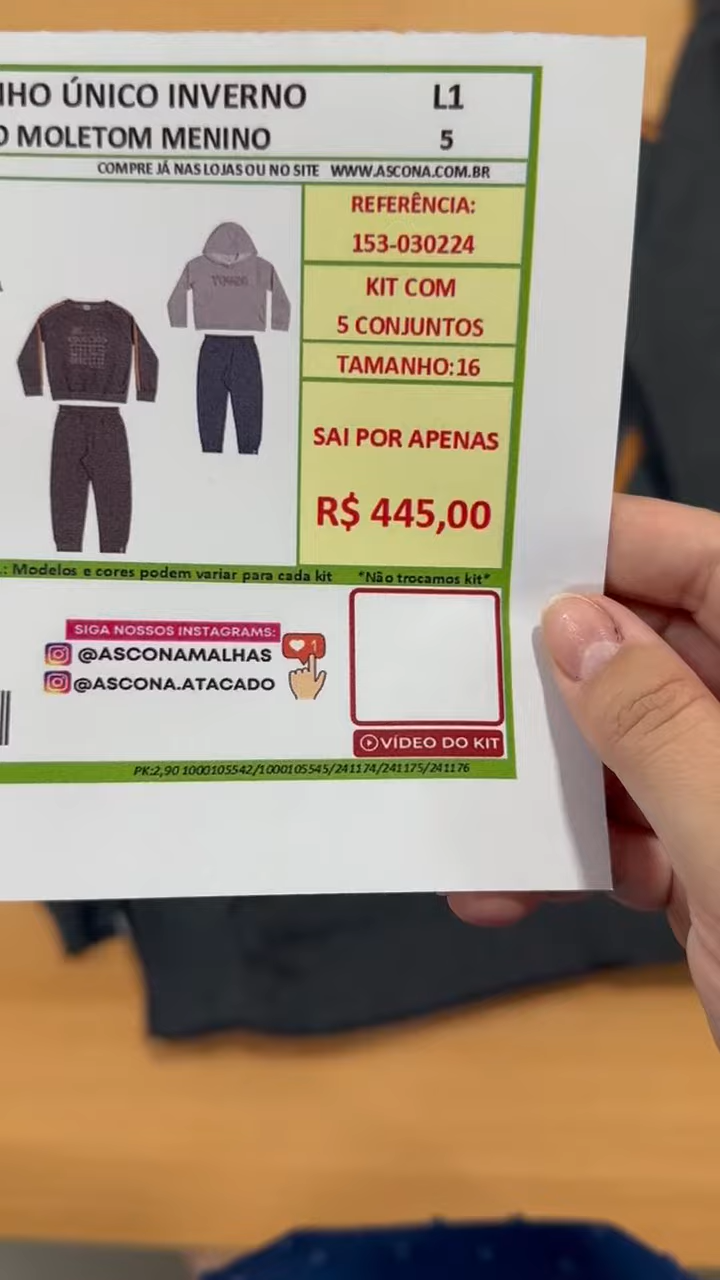 NHO ÚNICO INVERNO L1
O MOLETOM MENINO 5
COMPRE JÁ NAS LOJAS OU NO SITE WWW.ASCONA.COM.BR
REFERÊNCIA:
153-030224
KIT COM
5 CONJUNTOS
TAMANHO:16
SAI POR APENAS
R$ 445,00
.: Modelos e cores podem variar para cada kit *Não trocamos kit*
SIGA NOSSOS INSTAGRAMS:
@ASCONAMALHAS
1
@ASCONA.ATACADO
VÍDEO DO KIT
PK:2,90 1000105542/1000105545/241174/241175/241176